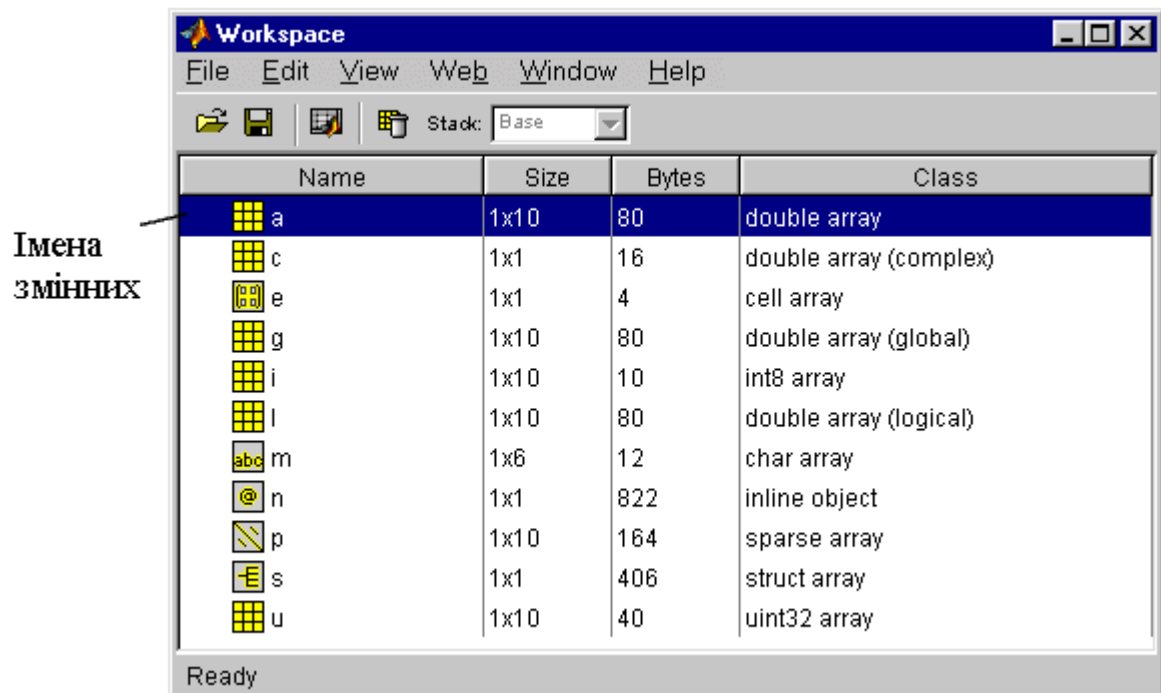 Workspace
File Edit View Web Window Help
Stack: Base
Name Size Bytes Class
a 1x10 80 double array
c 1x1 16 double array (complex)
e 1x1 4 cell array
g 1x10 80 double array (global)
i 1x10 10 int8 array
l 1x10 80 double array (logical)
abc m 1x6 12 char array
@ n 1x1 822 inline object
p 1x10 164 sparse array
s 1x1 406 struct array
u 1x10 40 uint32 array
Ready
Імена
змінних